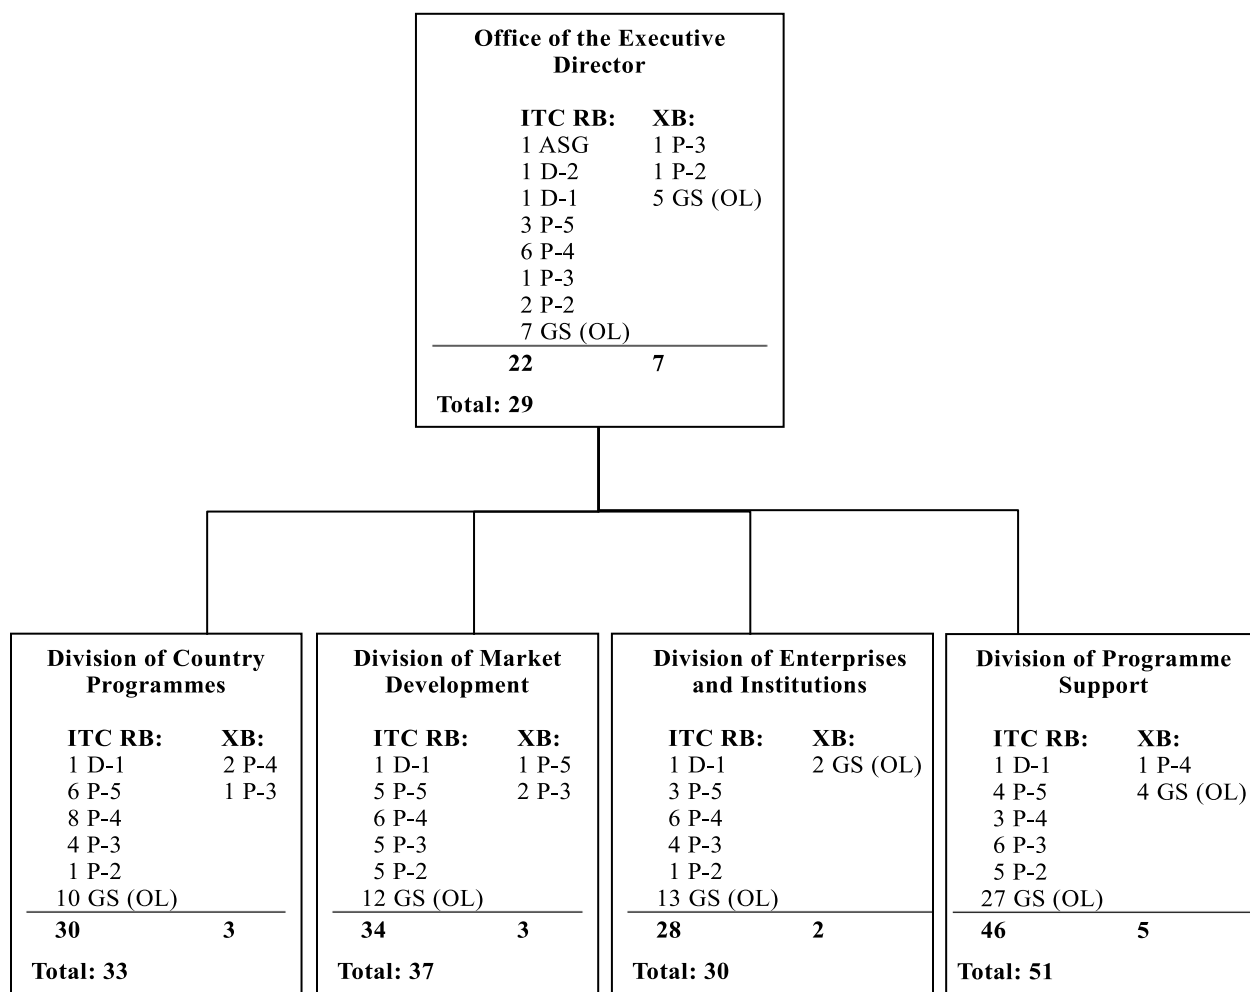 Office of the Executive
Director
ITC RB: XB:
1 ASG 1 P-3
1 D-2 1 P-2
1 D-1 5 GS (OL)
3 P-5
6 P-4
1 P-3
2 P-2
7 GS (OL)
22 7
Total: 29
Division of Country
Programmes
ITC RB: XB:
1 D-1 2 P-4
6 P-5 1 P-3
8 P-4
4 P-3
1 P-2
10 GS (OL)
30 3
Total: 33
Division of Market
Development
ITC RB: XB:
1 D-1 1 P-5
5 P-5 2 P-3
6 P-4
5 P-3
5 P-2
12 GS (OL)
34 3
Total: 37
Division of Enterprises
and Institutions
ITC RB: XB:
1 D-1 2 GS (OL)
3 P-5
6 P-4
4 P-3
1 P-2
13 GS (OL)
28 2
Total: 30
Division of Programme
Support
ITC RB: XB:
1 D-1 1 P-4
4 P-5 4 GS (OL)
3 P-4
6 P-3
5 P-2
27 GS (OL)
46 5
Total: 51